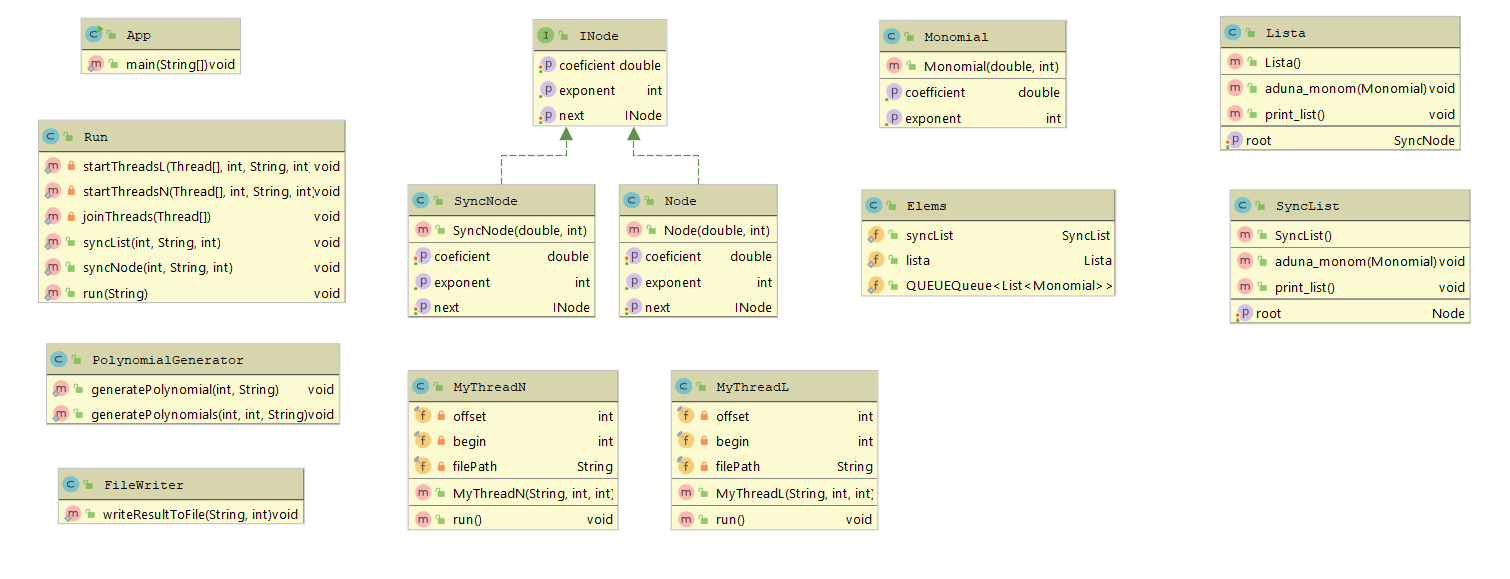 App
main(String[]) void
Run
startThreadsL(Thread[], int, String, int) void
startThreadsN(Thread[], int, String, int) void
joinThreads(Thread[]) void
syncList(int, String, int) void
syncNode(int, String, int) void
run(String) void
PolynomialGenerator
generatePolynomial(int, String) void
generatePolynomials(int, int, String) void
FileWriter
writeResultToFile(String, int) void
INode
coeficient double
exponent int
next INode
SyncNode
SyncNode(double, int)
coeficient double
exponent int
next INode
Node
Node(double, int)
coeficient double
exponent int
next INode
MyThreadN
offset int
begin int
filePath String
MyThreadN(String, int, int)
run() void
MyThreadL
offset int
begin int
filePath String
MyThreadL(String, int, int)
run() void
Monomial
Monomial(double, int)
coefficient double
exponent int
Elems
syncList SyncList
lista Lista
QUEUE Queue<List<Monomial>>
Lista
Lista()
aduna_monom(Monomial) void
print_list() void
root SyncNode
SyncList
SyncList()
aduna_monom(Monomial) void
print_list() void
root Node